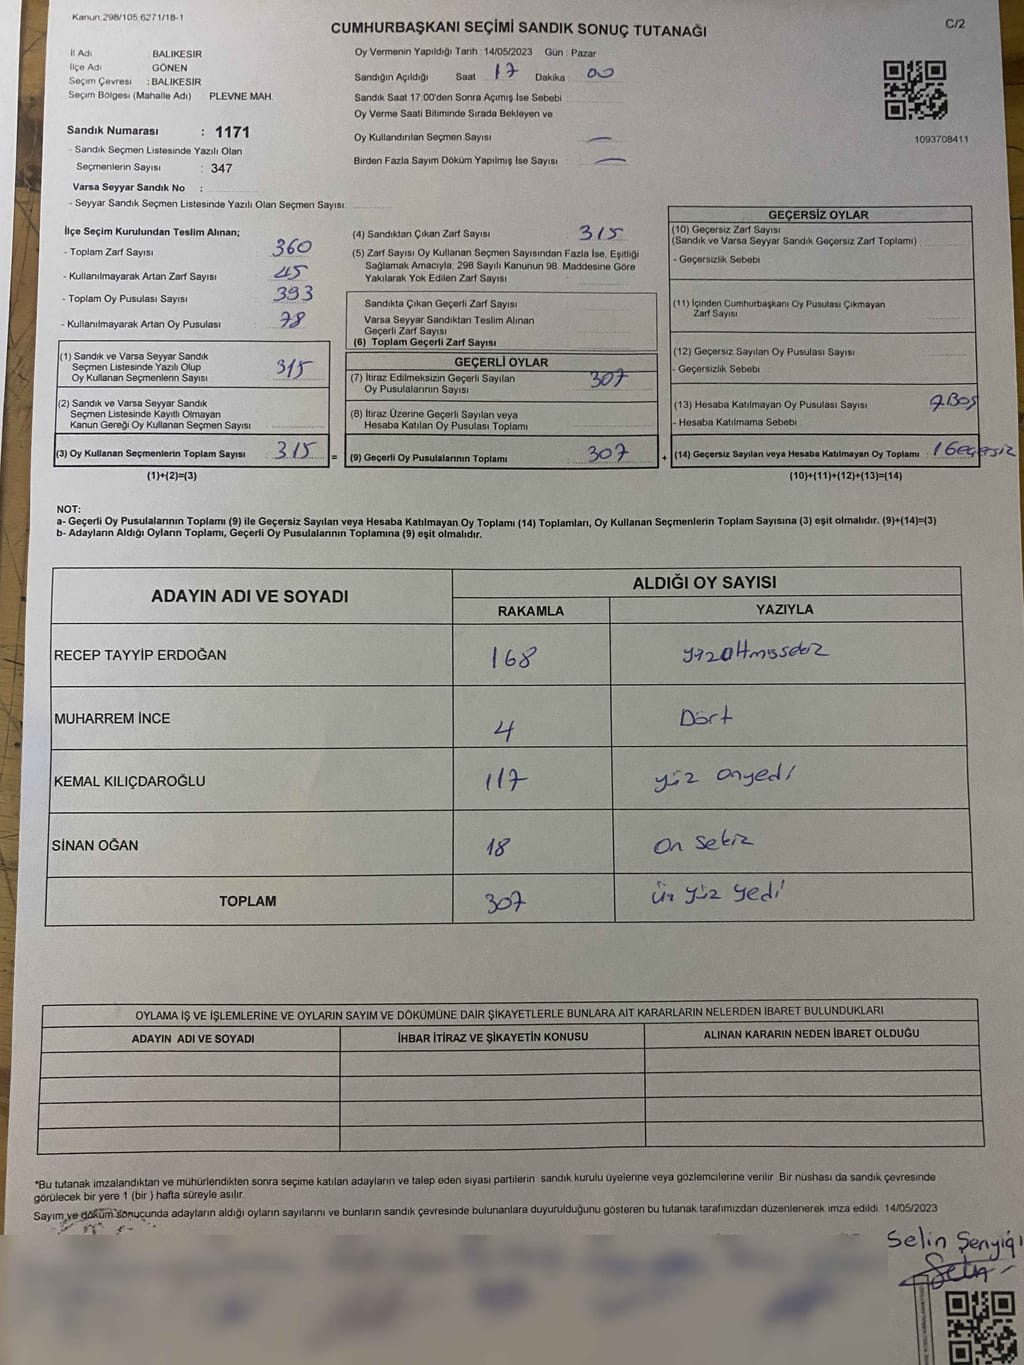 Kanun.298/105,6271/18-1
CUMHURBAŞKANI SEÇİMİ SANDIK SONUÇ TUTANAĞI
C/2
İl Adı BALIKESİR
İlçe Adı GÖNEN
Seçim Çevresi : BALIKESİR
Seçim Bölgesi (Mahalle Adı) PLEVNE MAH.
Oy Vermenin Yapıldığı Tarih : 14/05/2023 Gün : Pazar
Sandığın Açıldığı Saat 17 Dakika 00
Sandık Saat 17:00'den Sonra Açımış İse Sebebi
Oy Verme Saati Bitiminde Sırada Bekleyen ve
Oy Kullandırılan Seçmen Sayısı —
Birden Fazla Sayım Döküm Yapılmış İse Sayısı —
1093708411
Sandık Numarası : 1171
- Sandık Seçmen Listesinde Yazılı Olan
Seçmenlerin Sayısı : 347
Varsa Seyyar Sandık No :
- Seyyar Sandık Seçmen Listesinde Yazılı Olan Seçmen Sayısı:
İlçe Seçim Kurulundan Teslim Alınan;
- Toplam Zarf Sayısı 360
- Kullanılmayarak Artan Zarf Sayısı 45
- Toplam Oy Pusulası Sayısı 393
- Kullanılmayarak Artan Oy Pusulası 78
(1) Sandık ve Varsa Seyyar Sandık
Seçmen Listesinde Yazılı Olup
Oy Kullanan Seçmenlerin Sayısı 315
(2) Sandık ve Varsa Seyyar Sandık
Seçmen Listesinde Kayıtlı Olmayan
Kanun Gereği Oy Kullanan Seçmen Sayısı
(3) Oy Kullanan Seçmenlerin Toplam Sayısı : 315
(1)+(2)=(3)
(4) Sandıktan Çıkan Zarf Sayısı 315
(5) Zarf Sayısı Oy Kullanan Seçmen Sayısından Fazla İse, Eşitliği
Sağlamak Amacıyla, 298 Sayılı Kanunun 98. Maddesine Göre
Yakılarak Yok Edilen Zarf Sayısı
Sandıkta Çıkan Geçerli Zarf Sayısı
Varsa Seyyar Sandıktan Teslim Alınan
Geçerli Zarf Sayısı
(6) Toplam Geçerli Zarf Sayısı
GEÇERLİ OYLAR
(7) İtiraz Edilmeksizin Geçerli Sayılan
Oy Pusulalarının Sayısı 307
(8) İtiraz Üzerine Geçerli Sayılan veya
Hesaba Katılan Oy Pusulası Toplamı
= (9) Geçerli Oy Pusulalarının Toplamı 307
GEÇERSİZ OYLAR
(10) Geçersiz Zarf Sayısı
(Sandık ve Varsa Seyyar Sandık Geçersiz Zarf Toplamı)
- Geçersizlik Sebebi
(11) İçinden Cumhurbaşkanı Oy Pusulası Çıkmayan
Zarf Sayısı
(12) Geçersiz Sayılan Oy Pusulası Sayısı
- Geçersizlik Sebebi
(13) Hesaba Katılmayan Oy Pusulası Sayısı 7 Boş
- Hesaba Katılmama Sebebi
+ (14) Geçersiz Sayılan veya Hesaba Katılmayan Oy Toplamı : 1 Geçersiz
(10)+(11)+(12)+(13)=(14)
NOT:
a- Geçerli Oy Pusulalarının Toplamı (9) ile Geçersiz Sayılan veya Hesaba Katılmayan Oy Toplamı (14) Toplamları, Oy Kullanan Seçmenlerin Toplam Sayısına (3) eşit olmalıdır. (9)+(14)=(3)
b- Adayların Aldığı Oyların Toplamı, Geçerli Oy Pusulalarının Toplamına (9) eşit olmalıdır.
ADAYIN ADI VE SOYADI
ALDIĞI OY SAYISI
RAKAMLA YAZIYLA
RECEP TAYYİP ERDOĞAN 168 yüzaltmışsekiz
MUHARREM İNCE 4 Dört
KEMAL KILIÇDAROĞLU 117 yüz onyedi
SİNAN OĞAN 18 on sekiz
TOPLAM 307 üç yüz yedi
OYLAMA İŞ VE İŞLEMLERİNE VE OYLARIN SAYIM VE DÖKÜMÜNE DAİR ŞİKAYETLERLE BUNLARA AİT KARARLARIN NELERDEN İBARET BULUNDUKLARI
ADAYIN ADI VE SOYADI İHBAR İTİRAZ VE ŞİKAYETİN KONUSU ALINAN KARARIN NEDEN İBARET OLDUĞU
*Bu tutanak imzalandıktan ve mühürlendikten sonra seçime katılan adayların ve talep eden siyasi partilerin sandık kurulu üyelerine veya gözlemcilerine verilir. Bir nüshası da sandık çevresinde
görülecek bir yere 1 (bir ) hafta süreyle asılır.
Sayım ve döküm sonucunda adayların aldığı oyların sayılarını ve bunların sandık çevresinde bulunanlara duyurulduğunu gösteren bu tutanak tarafımızdan düzenlenerek imza edildi. 14/05/2023
Selin Şenyiğit